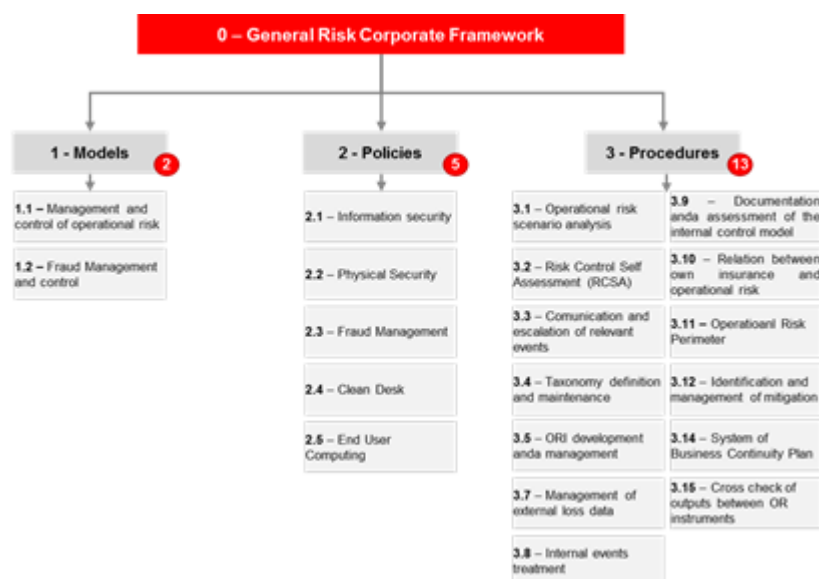 0 – General Risk Corporate Framework
1 - Models
2
1.1 – Management and
control of operational risk
1.2 – Fraud Management
and control
2 - Policies
5
2.1 – Information security
2.2 – Physical Security
2.3 – Fraud Management
2.4 – Clean Desk
2.5 – End User
Computing
3 - Procedures
13
3.1 – Operational risk
scenario analysis
3.2 – Risk Control Self
Assessment (RCSA)
3.3 – Comunication and
escalation of relevant
events
3.4 – Taxonomy definition
and maintenance
3.5 – ORI development
anda management
3.7 – Management of
external loss data
3.8 – Internal events
treatment
3.9 – Documentation
anda assessment of the
internal control model
3.10 – Relation between
own insurance and
operational risk
3.11 – Operatioanl Risk
Perimeter
3.12 – Identification and
management of mitigation
3.14 – System of
Business Continuity Plan
3.15 – Cross check of
outputs between OR
instruments